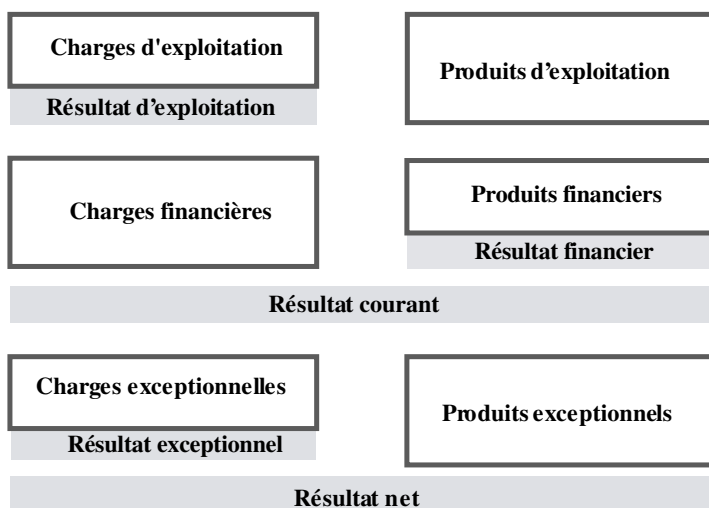 Charges d'exploitation
Produits d’exploitation
Résultat d’exploitation
Charges financières
Produits financiers
Résultat financier
Résultat courant
Charges exceptionnelles
Produits exceptionnels
Résultat exceptionnel
Résultat net